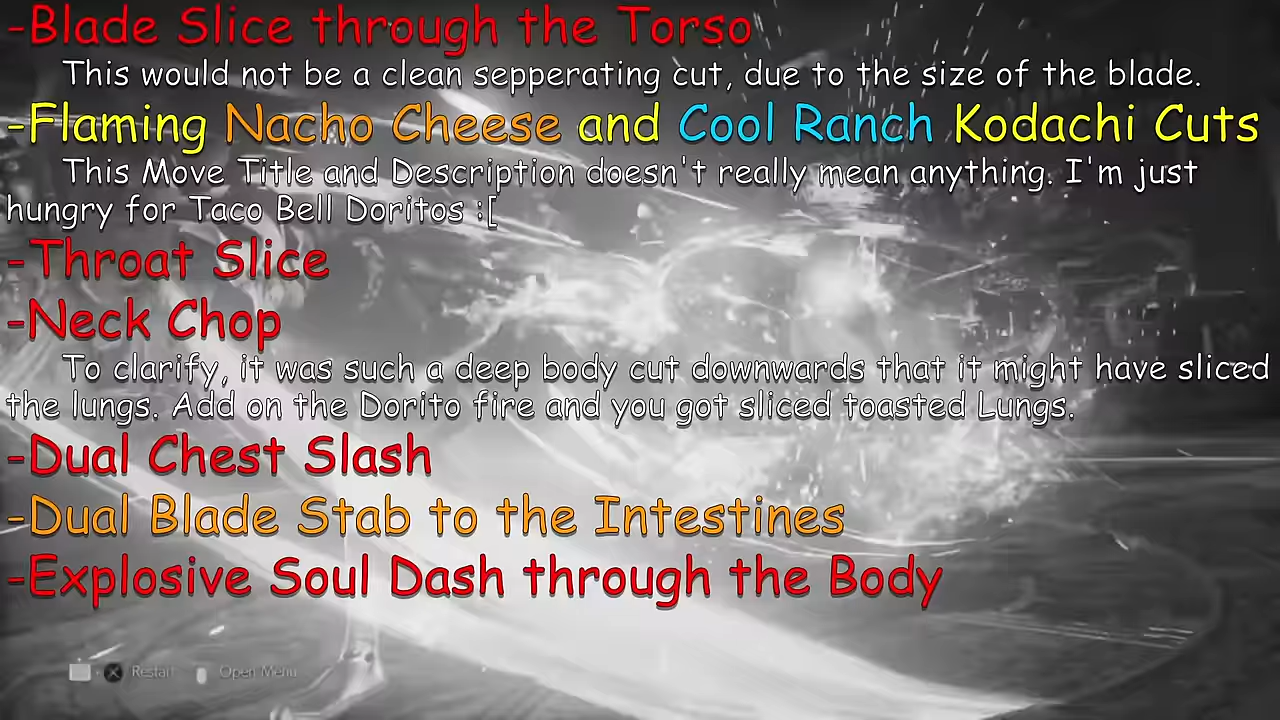 -Blade Slice through the Torso
This would not be a clean sepperating cut, due to the size of the blade.
-Flaming Nacho Cheese and Cool Ranch Kodachi Cuts
This Move Title and Description doesn't really mean anything. I'm just
hungry for Taco Bell Doritos :[
-Throat Slice
-Neck Chop
To clarify, it was such a deep body cut downwards that it might have sliced
the lungs. Add on the Dorito fire and you got sliced toasted Lungs.
-Dual Chest Slash
-Dual Blade Stab to the Intestines
-Explosive Soul Dash through the Body
Restart Open Menu